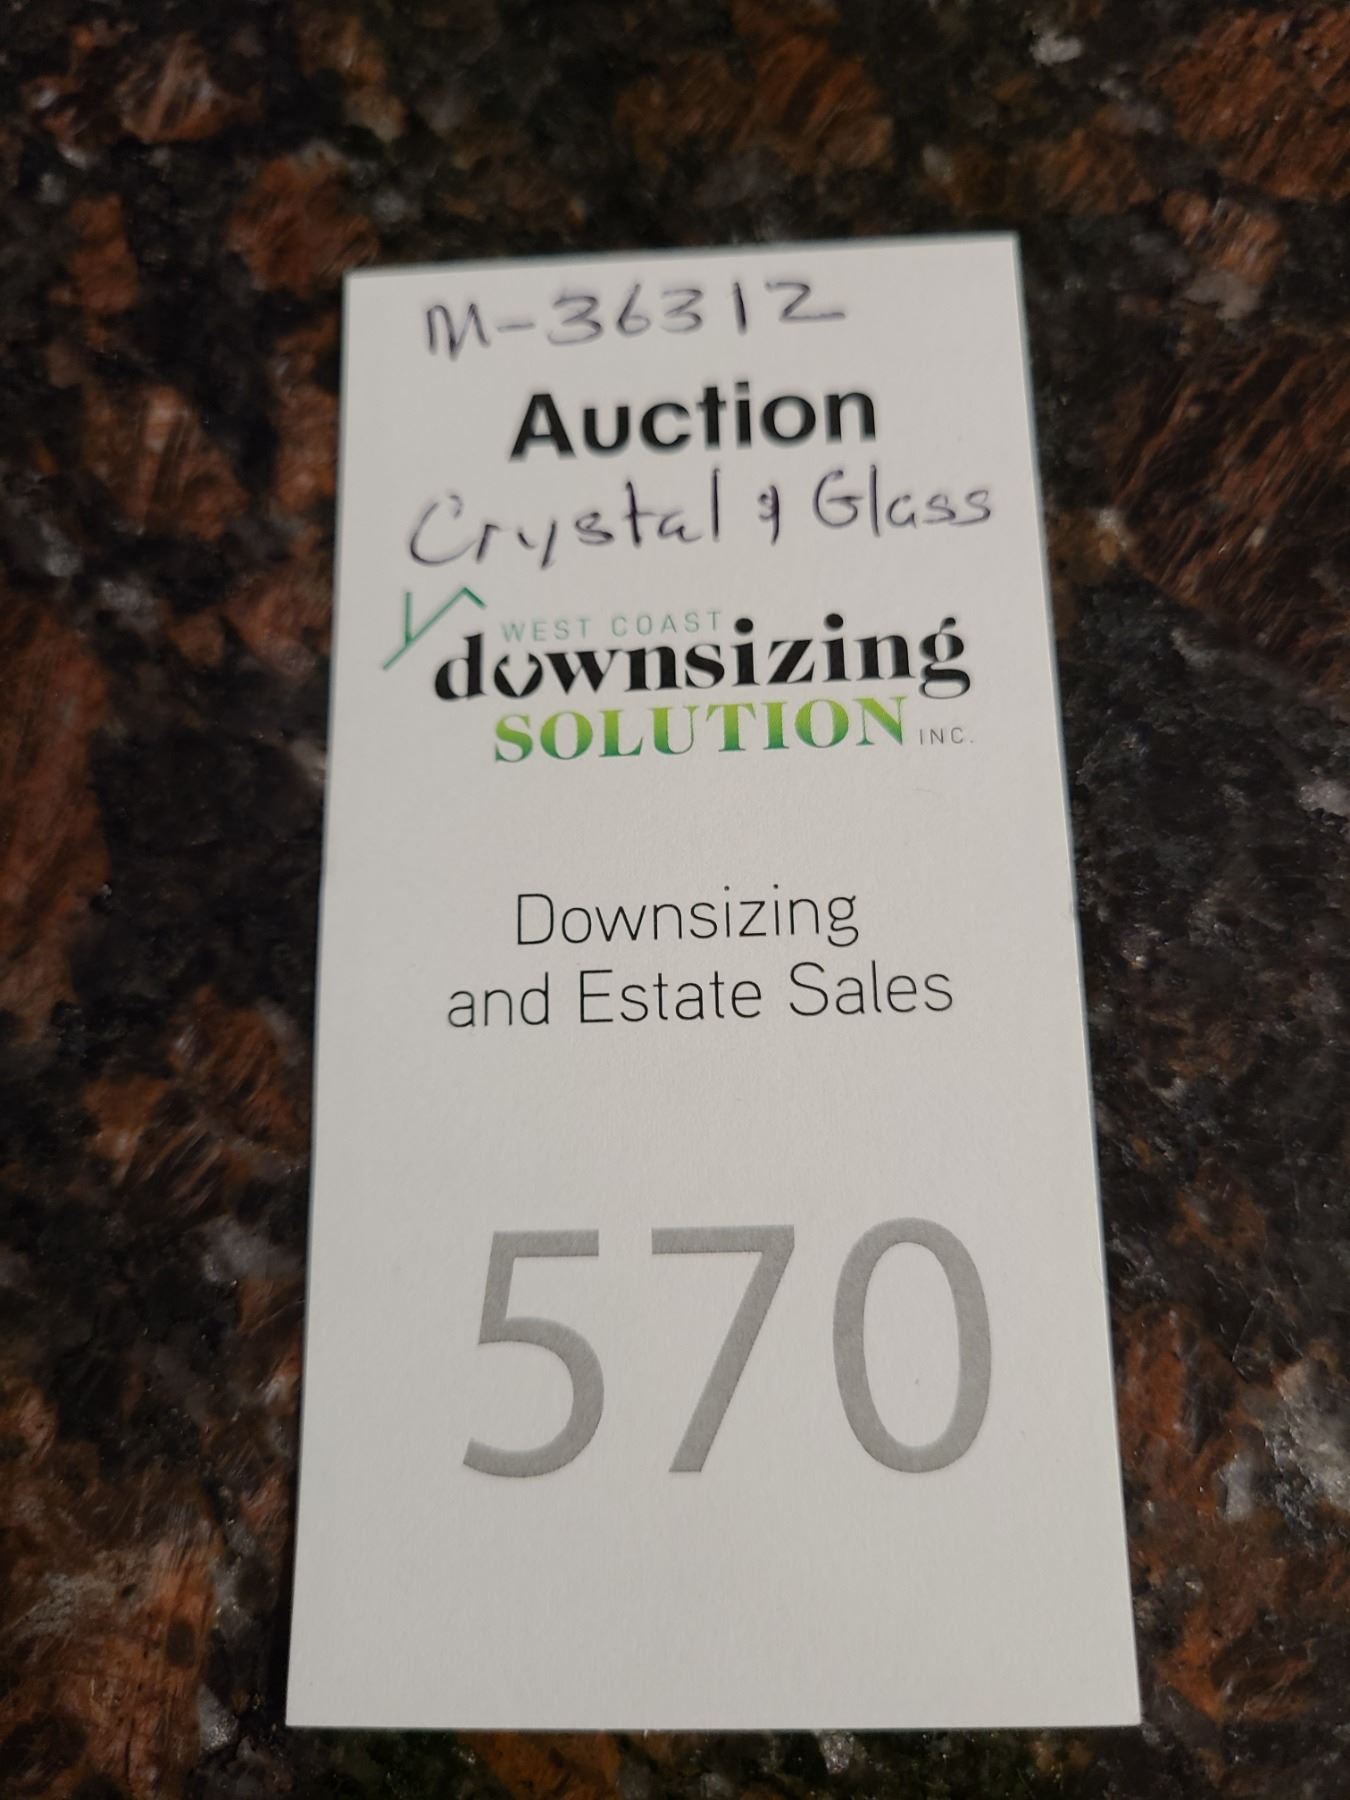 M-36312
Auction
Crystal & Glass
WEST COAST
downsizing
SOLUTION INC.
Downsizing
and Estate Sales
570